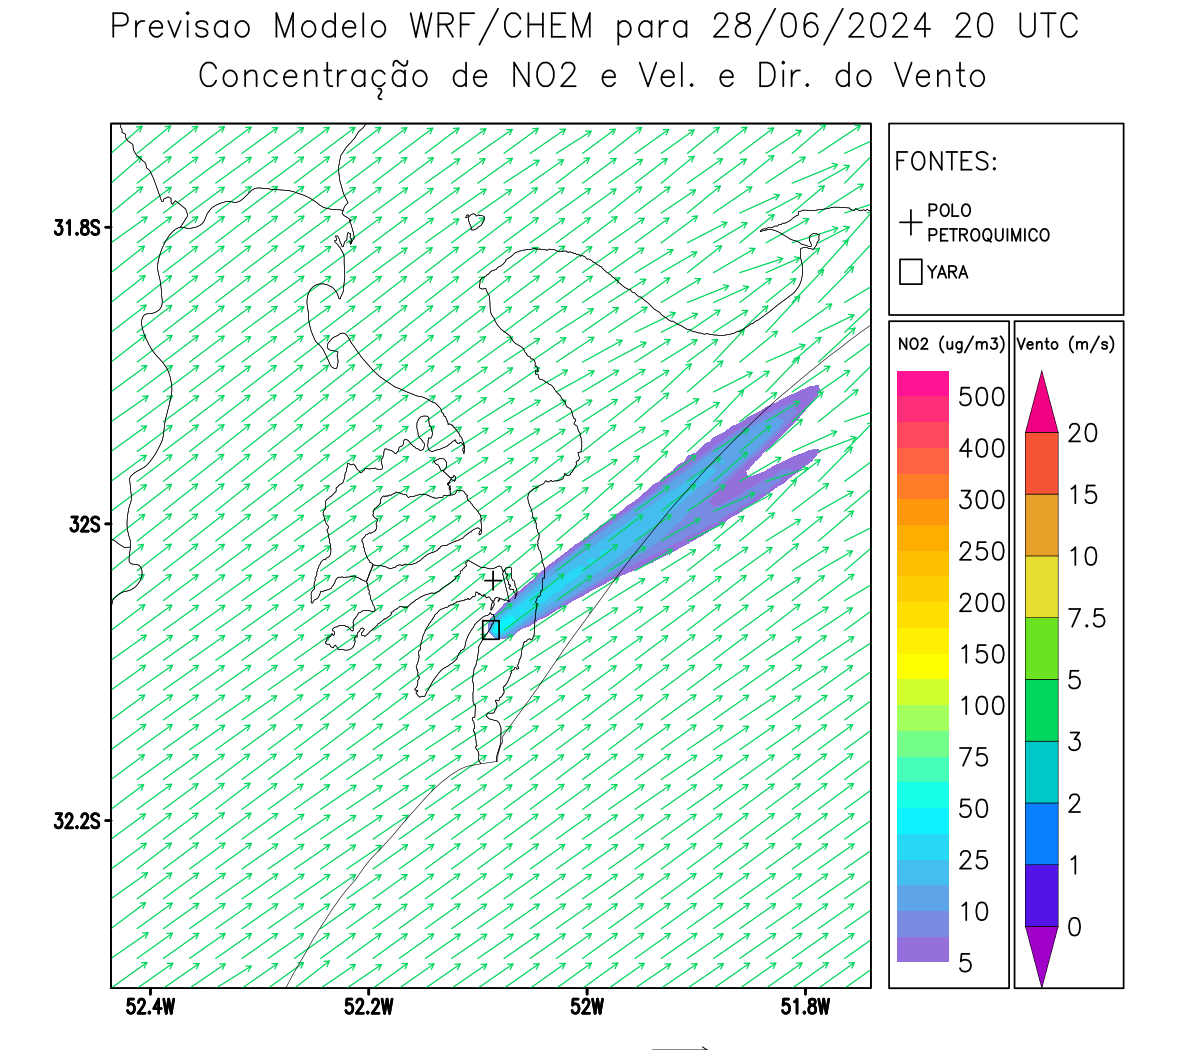 Previsao Modelo WRF/CHEM para 28/06/2024 20 UTC
Concentração de NO2 e Vel. e Dir. do Vento
FONTES:
POLO
PETROQUIMICO
YARA
31.8S
32S
32.2S
52.4W
52.2W
52W
51.8W
NO2 (ug/m3)
500
400
300
250
200
150
100
75
50
25
10
5
Vento (m/s)
20
15
10
7.5
5
3
2
1
0